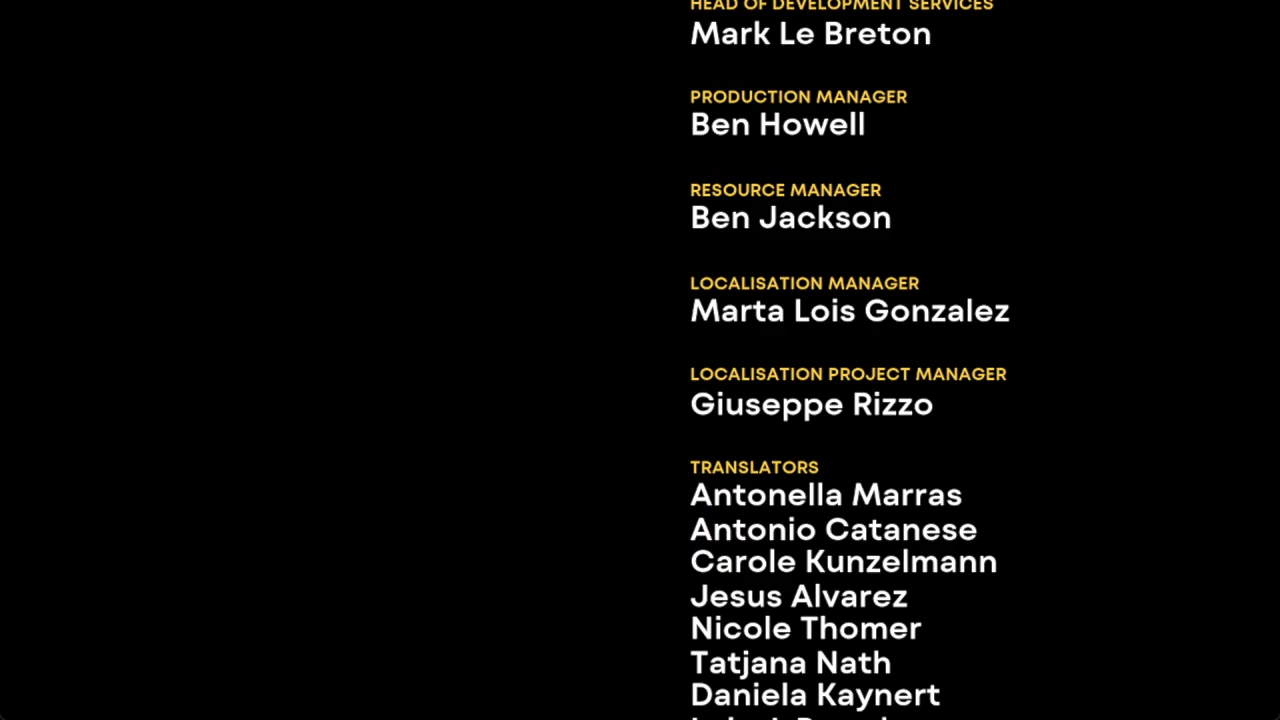 HEAD OF DEVELOPMENT SERVICES
Mark Le Breton
PRODUCTION MANAGER
Ben Howell
RESOURCE MANAGER
Ben Jackson
LOCALISATION MANAGER
Marta Lois Gonzalez
LOCALISATION PROJECT MANAGER
Giuseppe Rizzo
TRANSLATORS
Antonella Marras
Antonio Catanese
Carole Kunzelmann
Jesus Alvarez
Nicole Thomer
Tatjana Nath
Daniela Kaynert